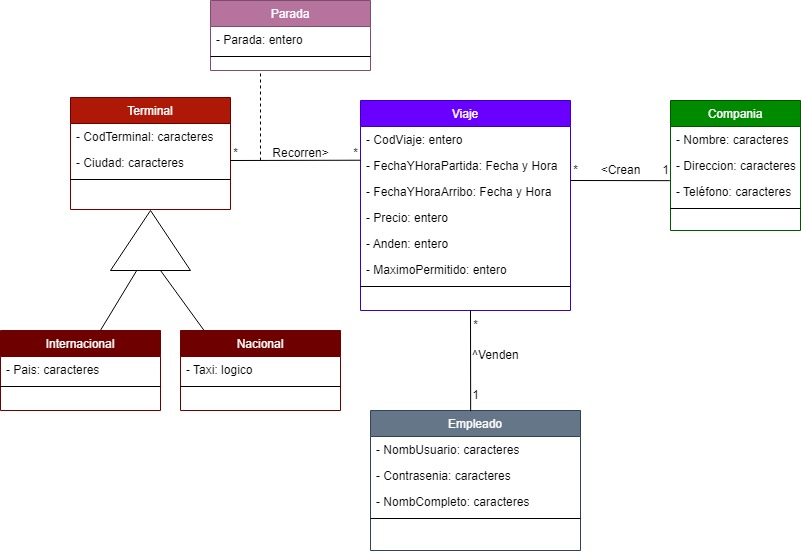 Parada
- Parada: entero
Terminal
- CodTerminal: caracteres
- Ciudad: caracteres
*
Recorren>
*
Viaje
- CodViaje: entero
- FechaYHoraPartida: Fecha y Hora
- FechaYHoraArribo: Fecha y Hora
- Precio: entero
- Anden: entero
- MaximoPermitido: entero
*
<Crean
1
Compania
- Nombre: caracteres
- Direccion: caracteres
- Teléfono: caracteres
Internacional
- Pais: caracteres
Nacional
- Taxi: logico
*
^Venden
1
Empleado
- NombUsuario: caracteres
- Contrasenia: caracteres
- NombCompleto: caracteres